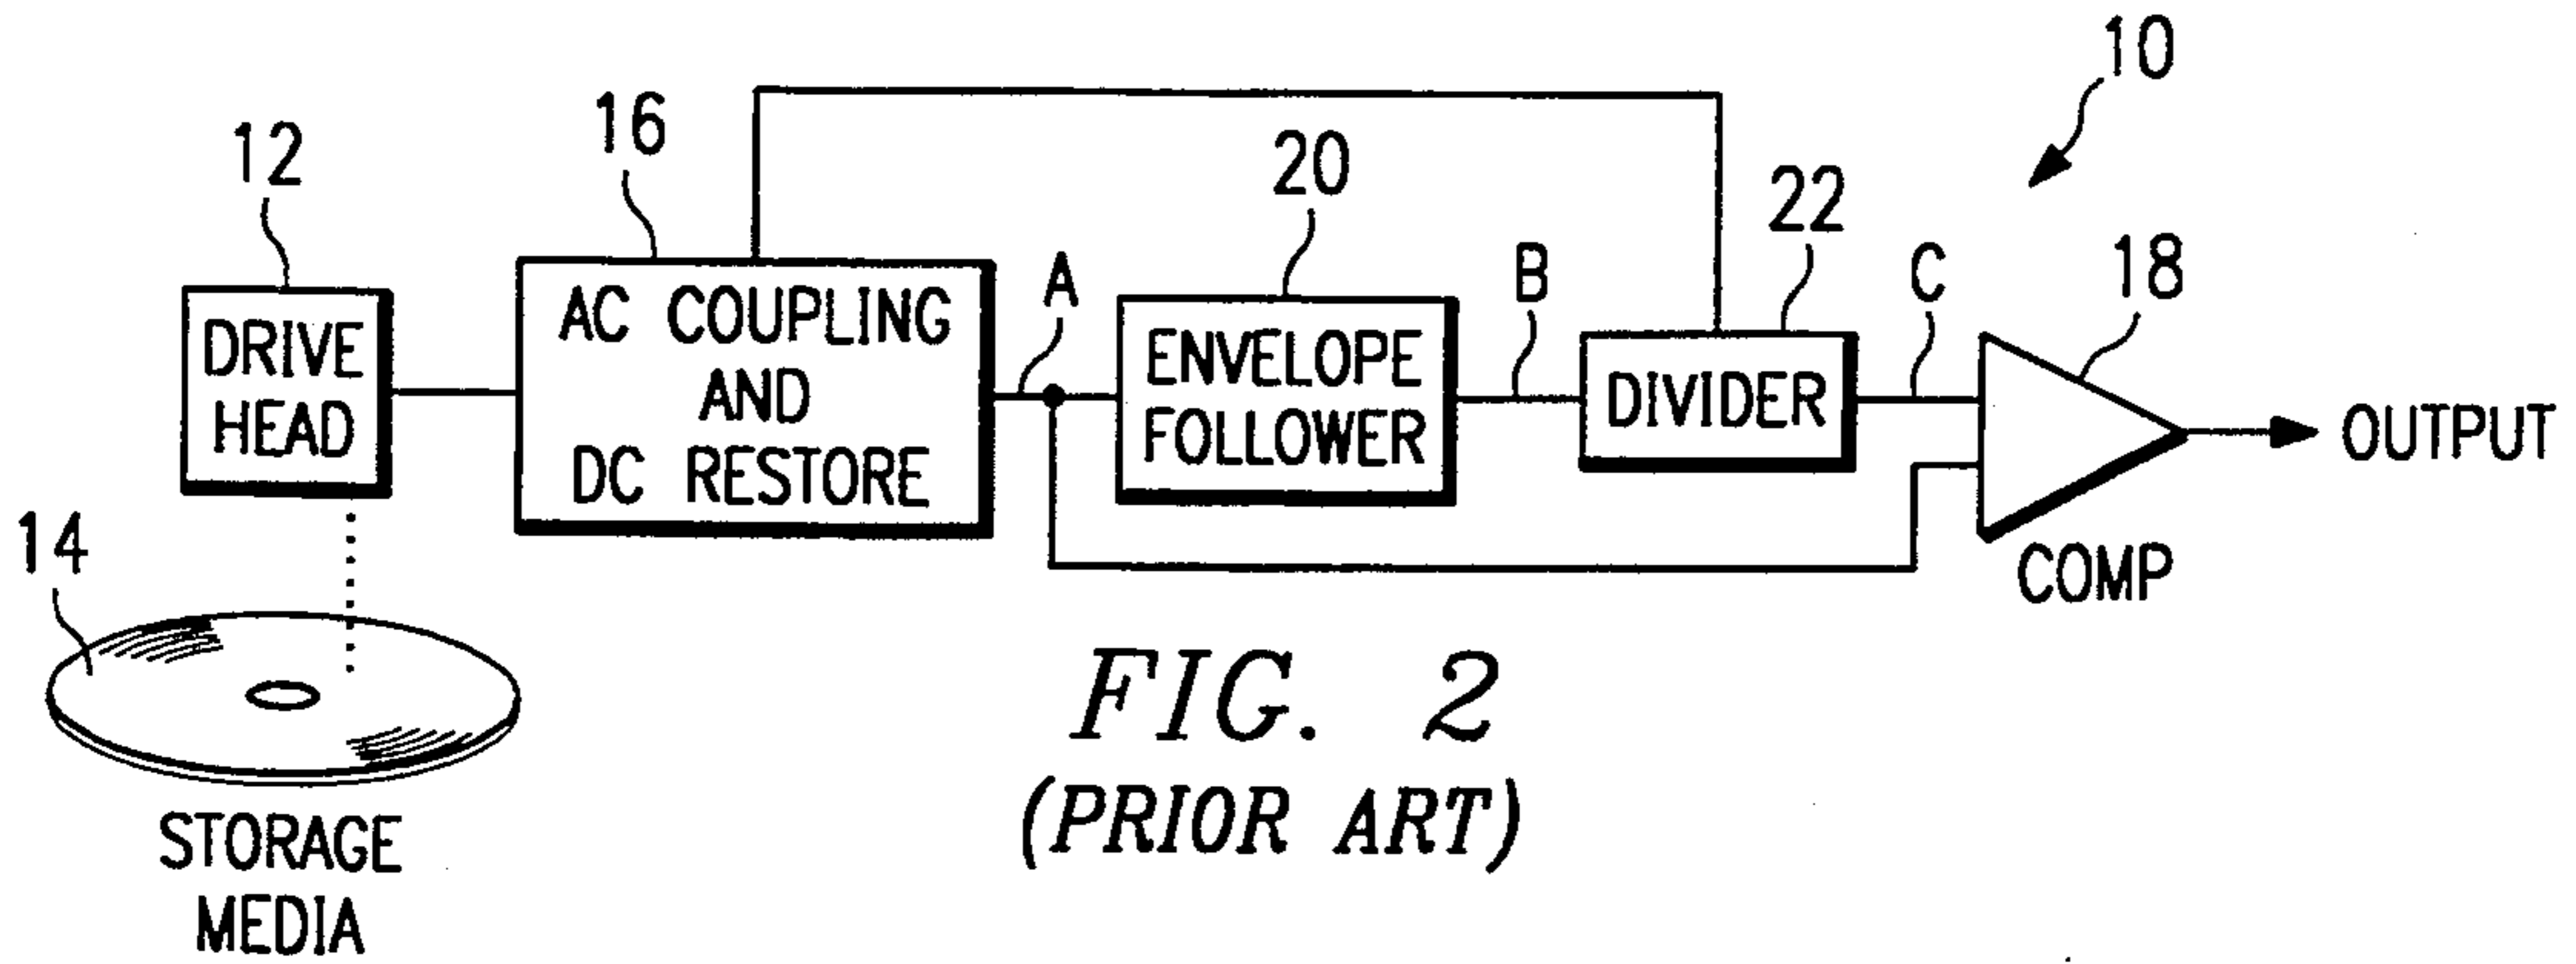 10
16
12
20
22
A
B
C
18
DRIVE
HEAD
AC COUPLING
AND
DC RESTORE
ENVELOPE
FOLLOWER
DIVIDER
OUTPUT
COMP
14
STORAGE
MEDIA
FIG. 2
(PRIOR ART)